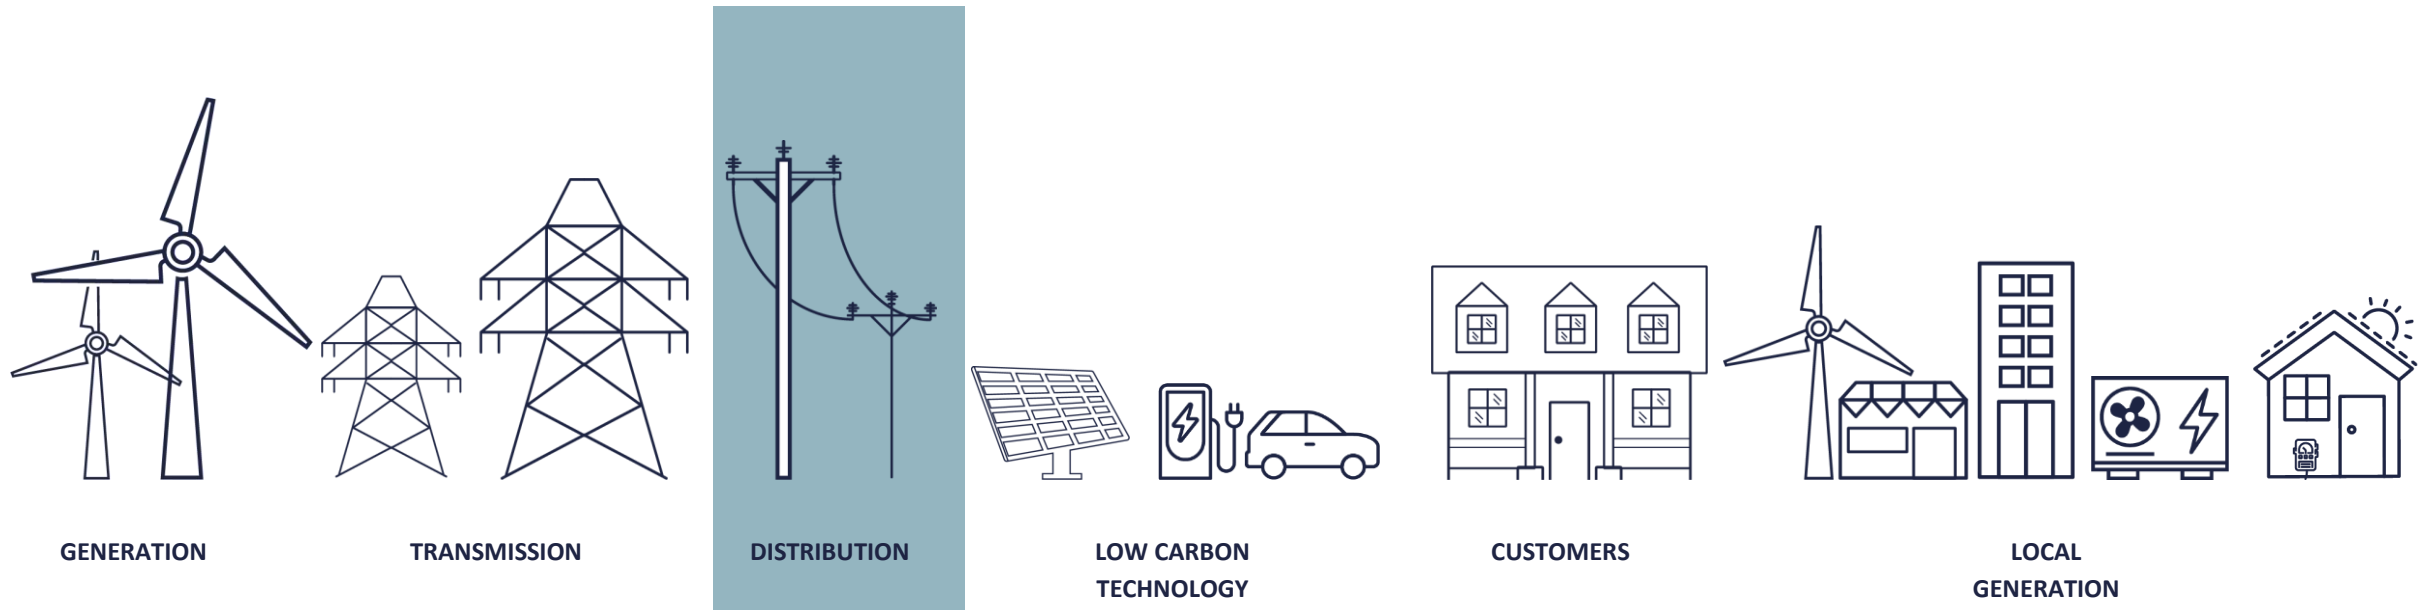 GENERATION
TRANSMISSION
DISTRIBUTION
LOW CARBON
TECHNOLOGY
CUSTOMERS
LOCAL
GENERATION